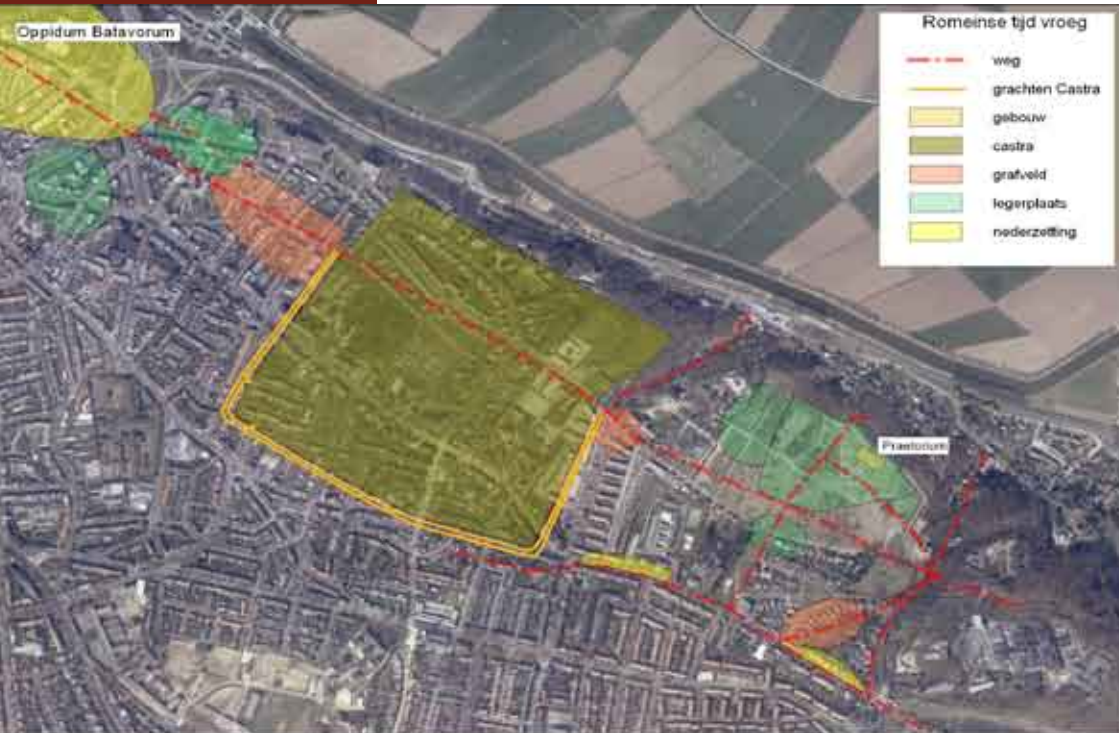 Oppidum Batavorum
Romeinse tijd vroeg
weg
grachten Castra
gebouw
castra
grafveld
legerplaats
nederzetting
Praetorium